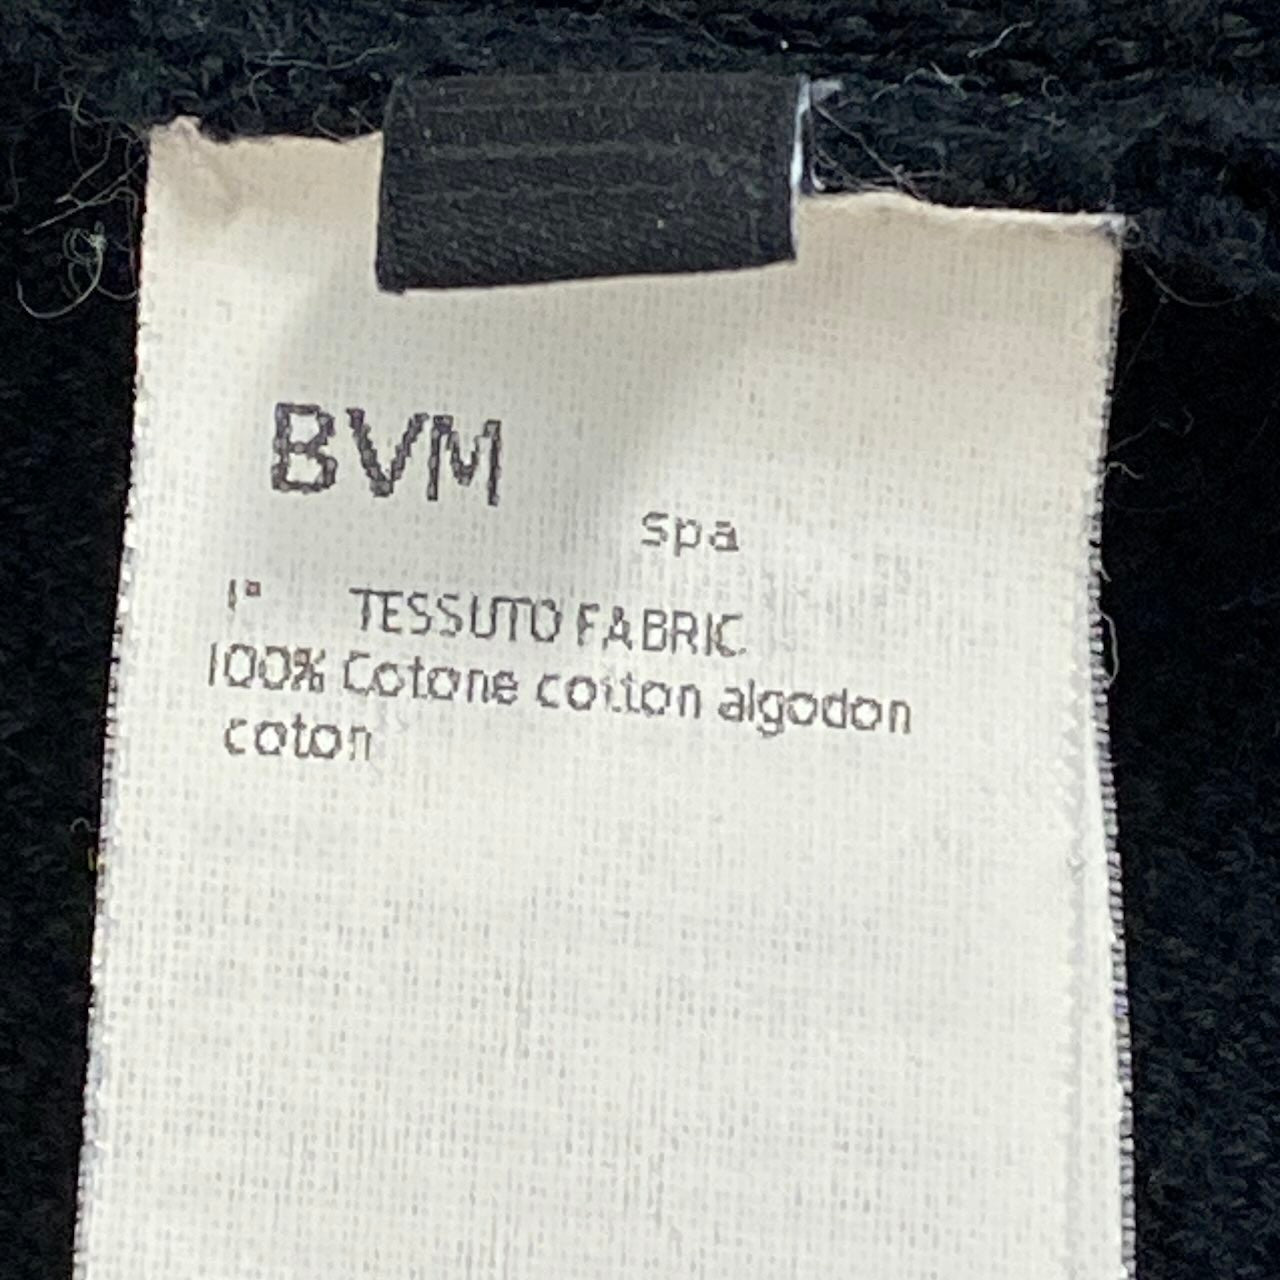 BVM
spa
1° TESSUTO FABRIC
100% Cotone cotton algodon
coton